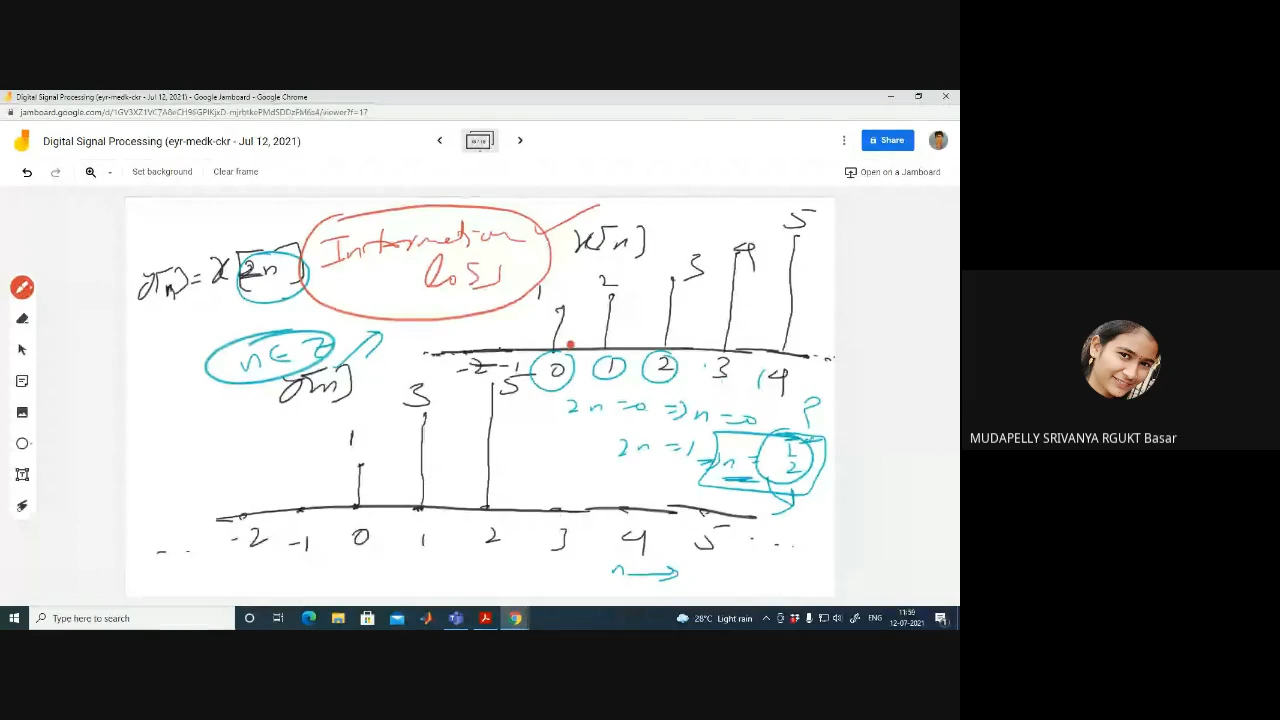 Digital Signal Processing (eyr-medk-ckr - Jul 12, 2021) - Google Jamboard - Google Chrome
Digital Signal Processing (eyr-medk-ckr - Jul 12, 2021)
Share
Set background
Clear frame
Open on a Jamboard
y[n] = x[2n]
Information
loss
x[n]
1 2 3 4 5
n ∈ Z
-2 -1 0 1 2 3 4
y[n]
1 3 5
2n = 0 => n = 0
?
2n = 1 => n = 1/2
... -2 -1 0 1 2 3 4 5 ...
n →
MUDAPELLY SRIVANYA RGUKT Basar
Type here to search
28°C Light rain
ENG
11:59
12-07-2021